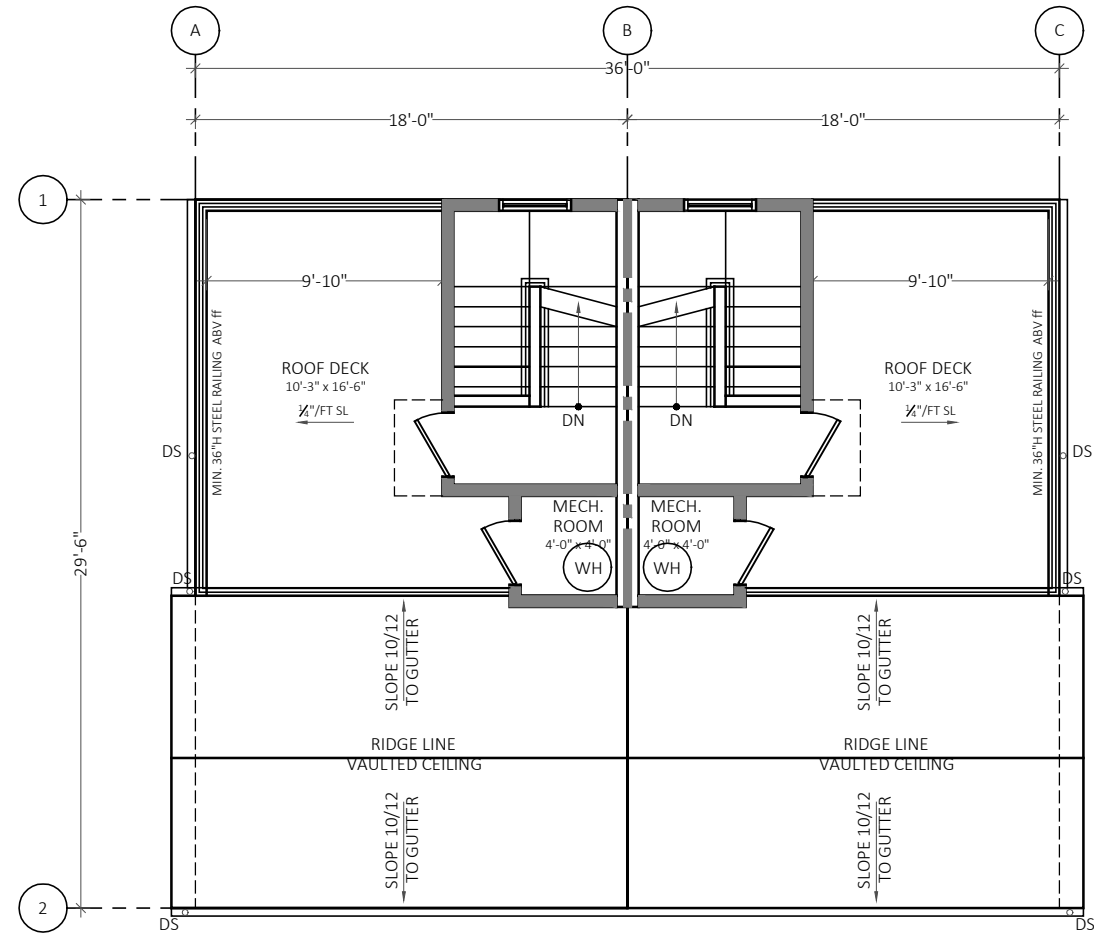 A
B
C
36'-0"
18'-0"
18'-0"
1
9'-10"
9'-10"
MIN. 36"H STEEL RAILING ABV ff
MIN. 36"H STEEL RAILING ABV ff
ROOF DECK
10'-3" x 16'-6"
¼"/FT SL
ROOF DECK
10'-3" x 16'-6"
¼"/FT SL
DN
DN
DS
DS
MECH.
ROOM
4'-0" x 4'-0"
MECH.
ROOM
4'-0" x 4'-0"
WH
WH
29'-6"
DS
DS
SLOPE 10/12
TO GUTTER
SLOPE 10/12
TO GUTTER
RIDGE LINE
VAULTED CEILING
RIDGE LINE
VAULTED CEILING
SLOPE 10/12
TO GUTTER
SLOPE 10/12
TO GUTTER
2
DS
DS